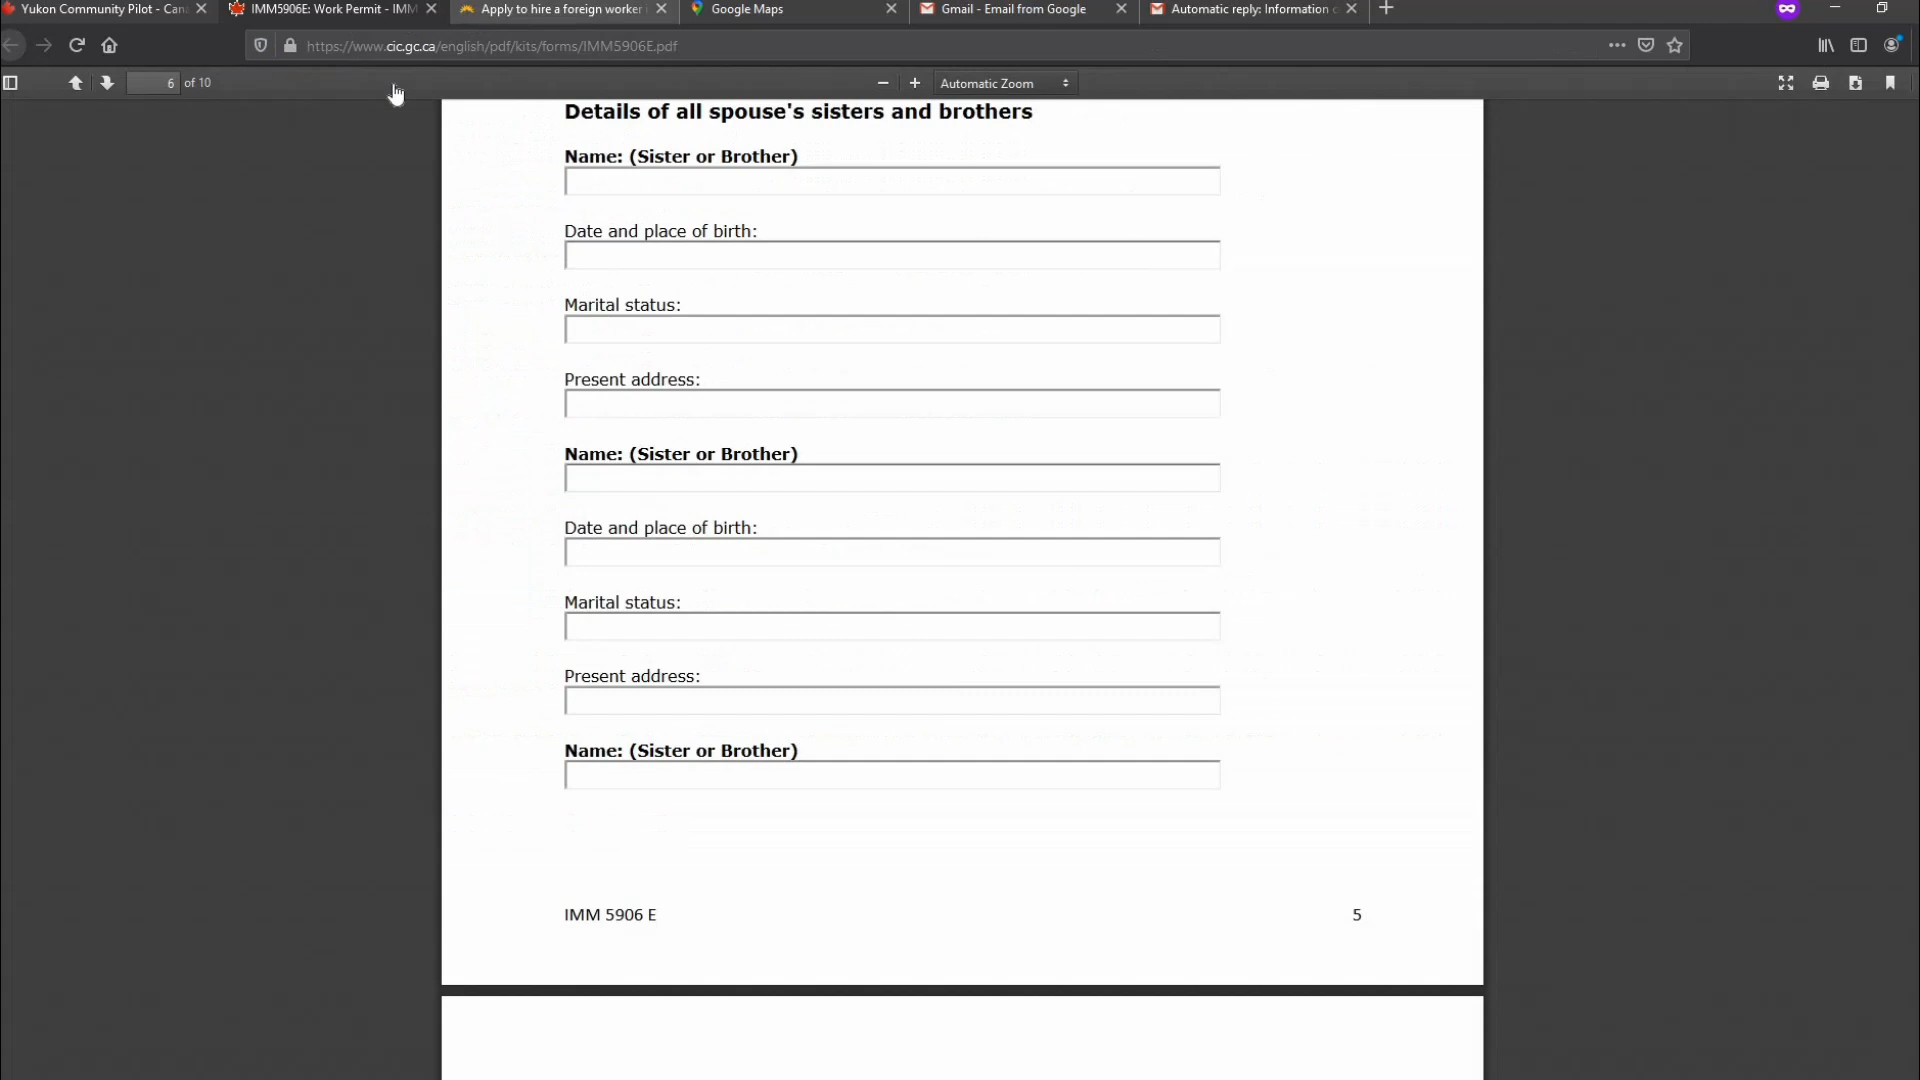 Yukon Community Pilot - Can
IMM5906E: Work Permit - IMM
Apply to hire a foreign worker
Google Maps
Gmail - Email from Google
Automatic reply: Information
https://www.cic.gc.ca/english/pdf/kits/forms/IMM5906E.pdf
6 of 10
Automatic Zoom
Details of all spouse's sisters and brothers
Name: (Sister or Brother)
Date and place of birth:
Marital status:
Present address:
Name: (Sister or Brother)
Date and place of birth:
Marital status:
Present address:
Name: (Sister or Brother)
IMM 5906 E
5